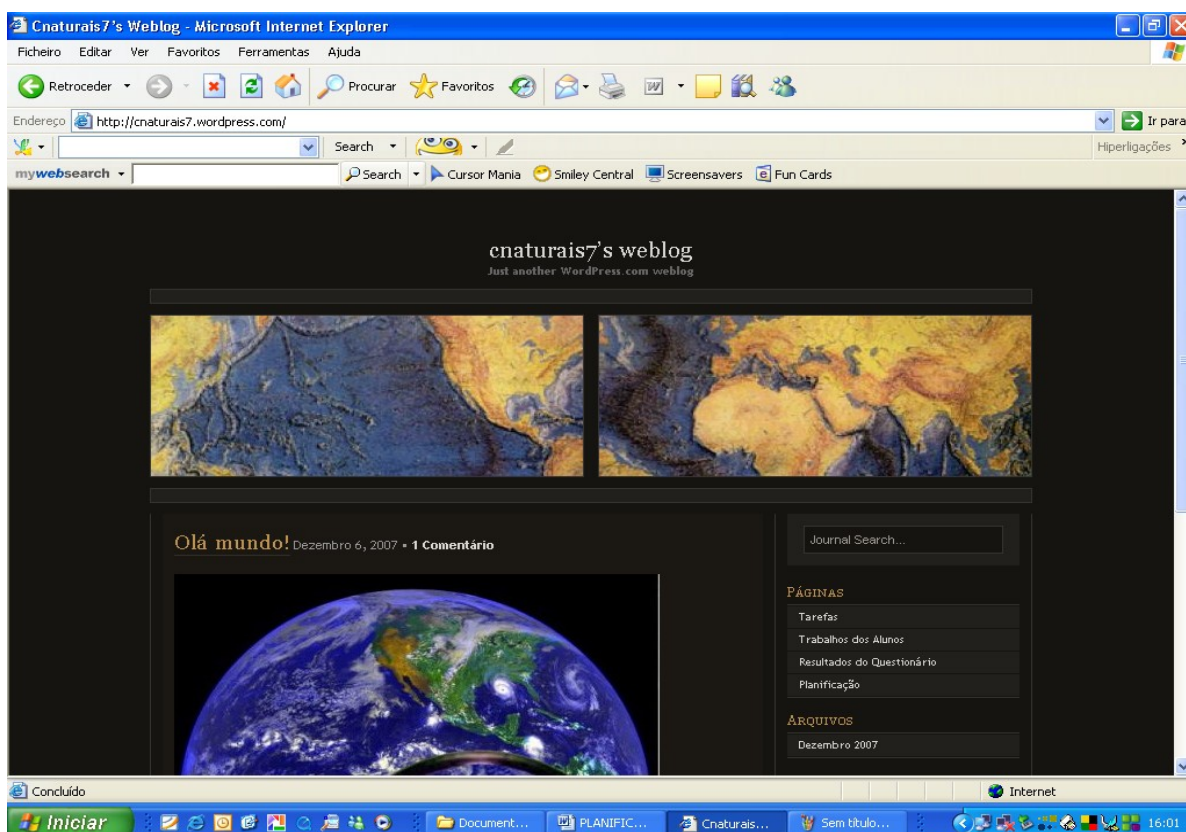 Cnaturais7's Weblog - Microsoft Internet Explorer
Ficheiro Editar Ver Favoritos Ferramentas Ajuda
Retroceder Procurar Favoritos
Endereço http://cnaturais7.wordpress.com/ Ir para
Search Hiperligações
mywebsearch Search Cursor Mania Smiley Central Screensavers Fun Cards
cnaturais7's weblog
Just another WordPress.com weblog
Olá mundo! Dezembro 6, 2007 • 1 Comentário
Journal Search...
Páginas
Tarefas
Trabalhos dos Alunos
Resultados do Questionário
Planificação
Arquivos
Dezembro 2007
Concluído Internet
Iniciar Document... PLANIFIC... Cnaturais... Sem título... 16:01